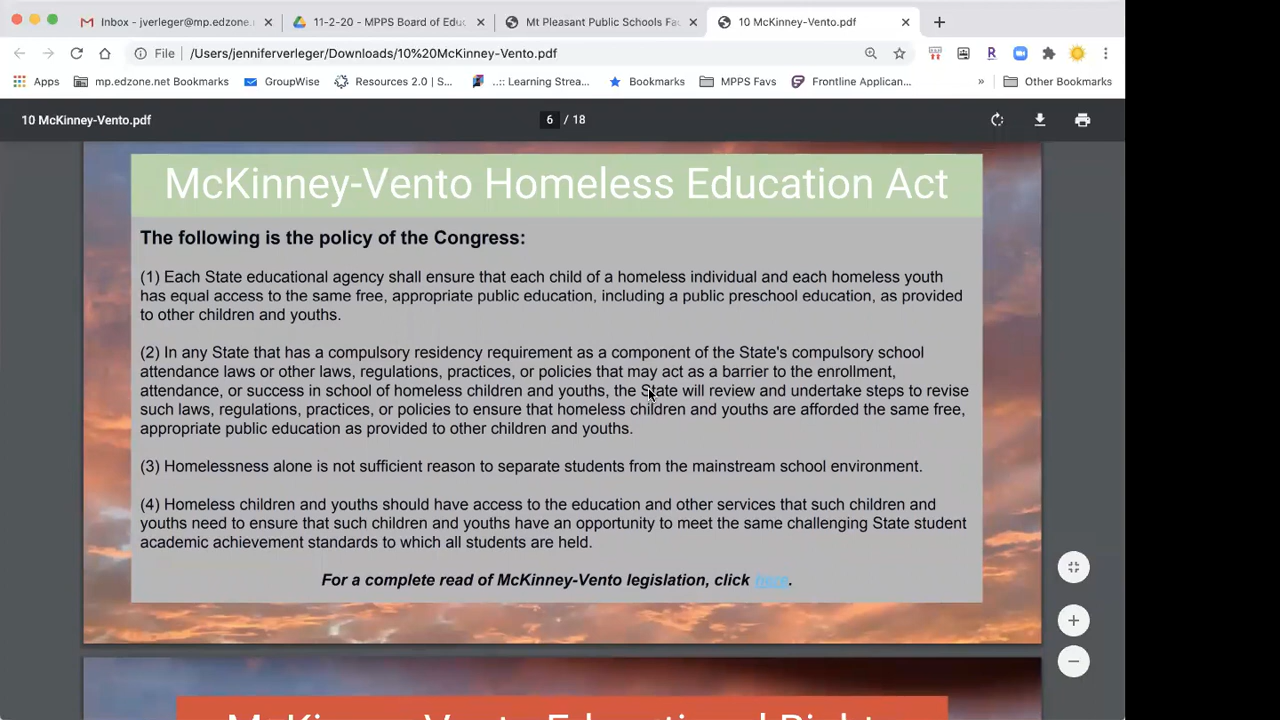 Inbox - jverleger@mp.edzone.
11-2-20 - MPPS Board of Educ
Mt Pleasant Public Schools Fac
10 McKinney-Vento.pdf
File
/Users/jenniferverleger/Downloads/10%20McKinney-Vento.pdf
Apps
mp.edzone.net Bookmarks
GroupWise
Resources 2.0 | S...
..:: Learning Strea...
Bookmarks
MPPS Favs
Frontline Applican...
»
Other Bookmarks
10 McKinney-Vento.pdf
6 / 18
McKinney-Vento Homeless Education Act
The following is the policy of the Congress:
(1) Each State educational agency shall ensure that each child of a homeless individual and each homeless youth
has equal access to the same free, appropriate public education, including a public preschool education, as provided
to other children and youths.
(2) In any State that has a compulsory residency requirement as a component of the State's compulsory school
attendance laws or other laws, regulations, practices, or policies that may act as a barrier to the enrollment,
attendance, or success in school of homeless children and youths, the State will review and undertake steps to revise
such laws, regulations, practices, or policies to ensure that homeless children and youths are afforded the same free,
appropriate public education as provided to other children and youths.
(3) Homelessness alone is not sufficient reason to separate students from the mainstream school environment.
(4) Homeless children and youths should have access to the education and other services that such children and
youths need to ensure that such children and youths have an opportunity to meet the same challenging State student
academic achievement standards to which all students are held.
For a complete read of McKinney-Vento legislation, click here.
McKinney-Vento Educational Rights